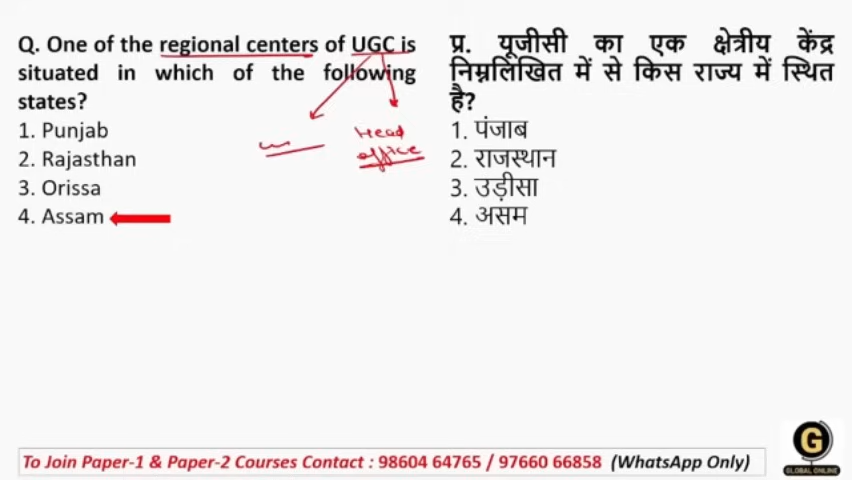 Q. One of the regional centers of UGC is
situated in which of the following
states?
1. Punjab
2. Rajasthan
3. Orissa
4. Assam
Head
office
प्र. यूजीसी का एक क्षेत्रीय केंद्र
निम्नलिखित में से किस राज्य में स्थित
है?
1. पंजाब
2. राजस्थान
3. उड़ीसा
4. असम
To Join Paper-1 & Paper-2 Courses Contact : 98604 64765 / 97660 66858 (WhatsApp Only)
G
GLOBAL ONLINE